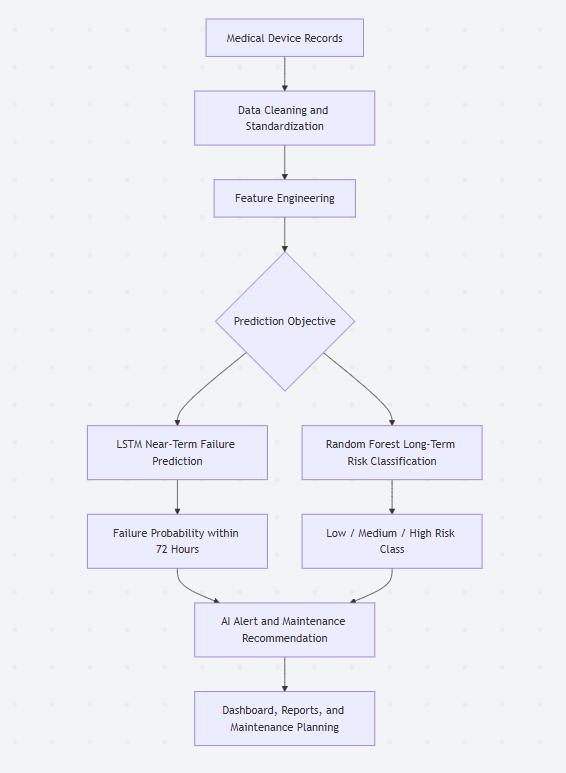 Medical Device Records
Data Cleaning and
Standardization
Feature Engineering
Prediction Objective
LSTM Near-Term Failure
Prediction
Random Forest Long-Term
Risk Classification
Failure Probability within
72 Hours
Low / Medium / High Risk
Class
AI Alert and Maintenance
Recommendation
Dashboard, Reports, and
Maintenance Planning